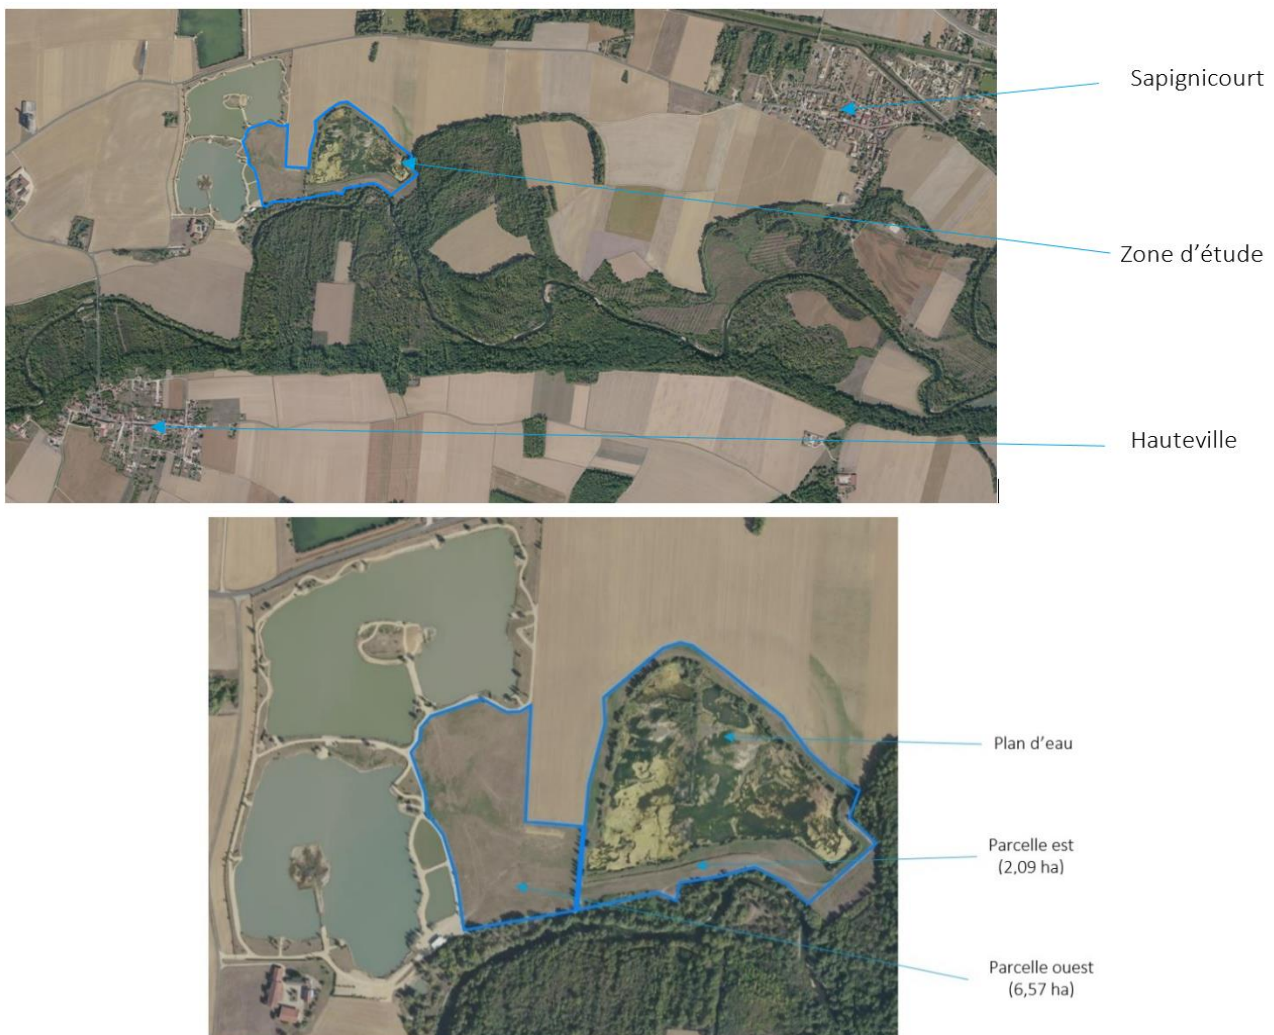 Sapignicourt
Zone d’étude
Hauteville
Plan d’eau
Parcelle est
(2,09 ha)
Parcelle ouest
(6,57 ha)